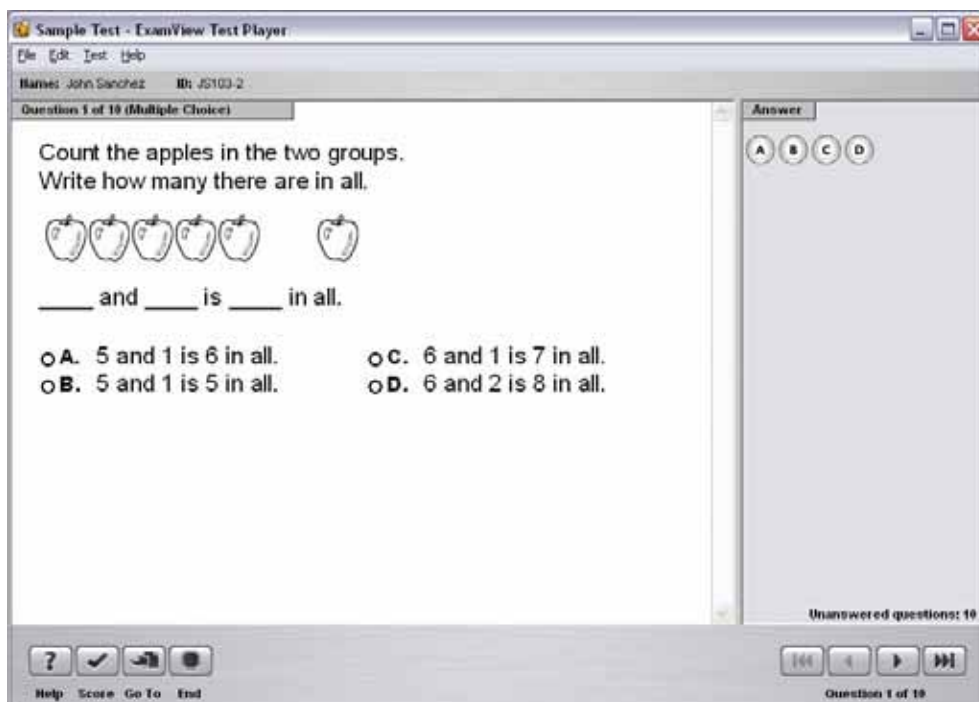 Sample Test - ExamView Test Player
File Edit Test Help
Name: John Sanchez ID: JS103-2
Question 1 of 10 (Multiple Choice)
Answer
Count the apples in the two groups.
Write how many there are in all.
A B C D
____ and ____ is ____ in all.
A. 5 and 1 is 6 in all.
C. 6 and 1 is 7 in all.
B. 5 and 1 is 5 in all.
D. 6 and 2 is 8 in all.
Unanswered questions: 10
?
Help Score Go To End
Question 1 of 10